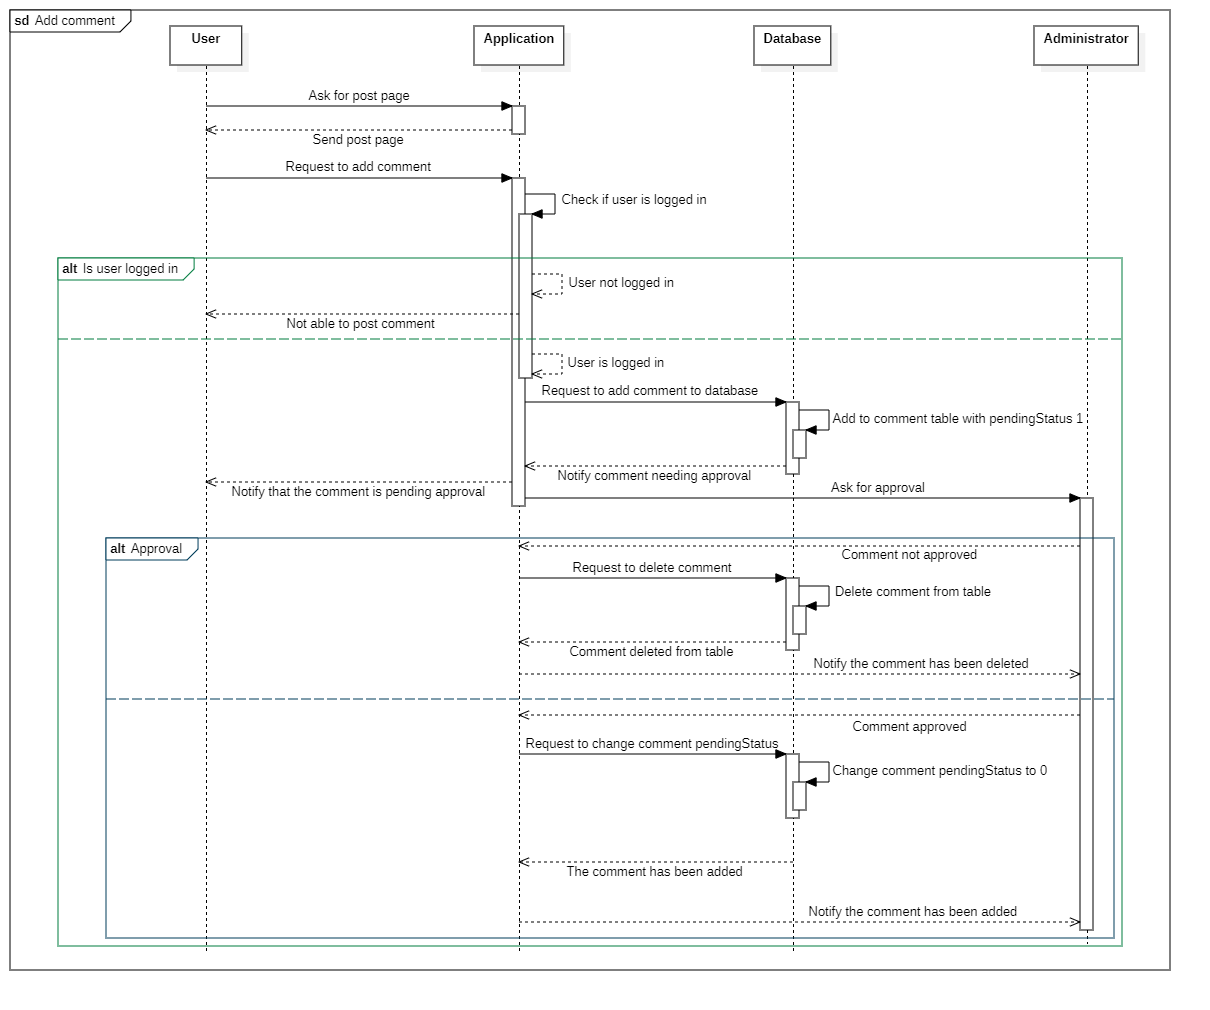 sd Add comment
User
Application
Database
Administrator
Ask for post page
Send post page
Request to add comment
Check if user is logged in
alt Is user logged in
User not logged in
Not able to post comment
User is logged in
Request to add comment to database
Add to comment table with pendingStatus 1
Notify comment needing approval
Notify that the comment is pending approval
Ask for approval
alt Approval
Comment not approved
Request to delete comment
Delete comment from table
Comment deleted from table
Notify the comment has been deleted
Comment approved
Request to change comment pendingStatus
Change comment pendingStatus to 0
The comment has been added
Notify the comment has been added